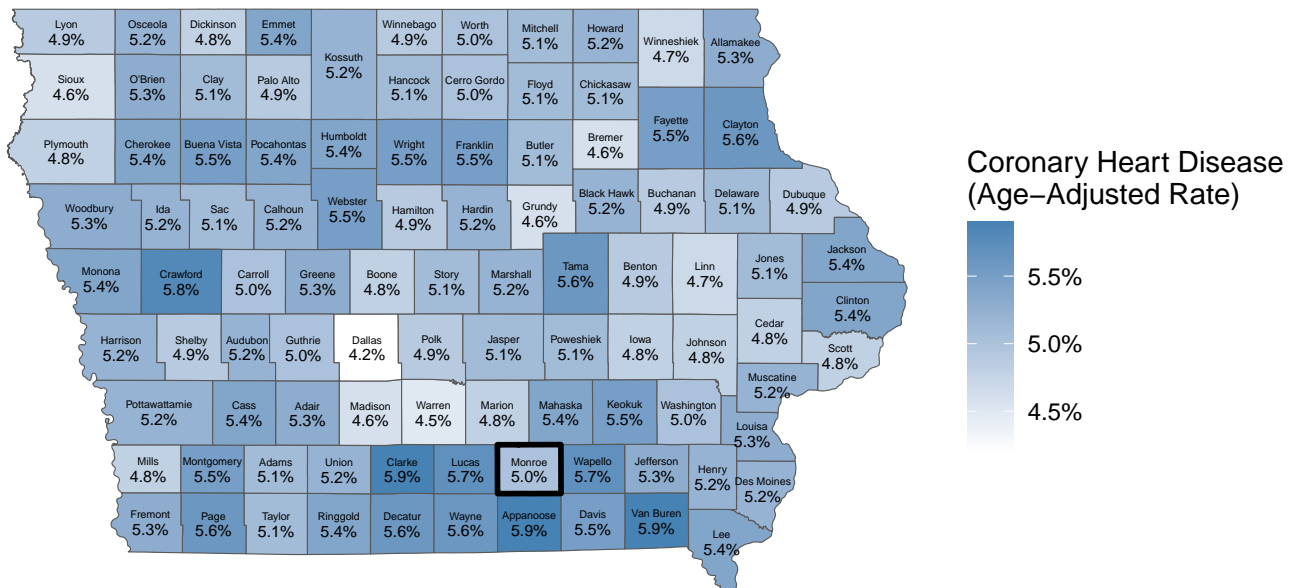 Lyon
4.9%
Osceola
5.2%
Dickinson
4.8%
Emmet
5.4%
Kossuth
5.2%
Winnebago
4.9%
Worth
5.0%
Mitchell
5.1%
Howard
5.2%
Winneshiek
4.7%
Allamakee
5.3%
Sioux
4.6%
O'Brien
5.3%
Clay
5.1%
Palo Alto
4.9%
Hancock
5.1%
Cerro Gordo
5.0%
Floyd
5.1%
Chickasaw
5.1%
Fayette
5.5%
Clayton
5.6%
Plymouth
4.8%
Cherokee
5.4%
Buena Vista
5.5%
Pocahontas
5.4%
Humboldt
5.4%
Wright
5.5%
Franklin
5.5%
Butler
5.1%
Bremer
4.6%
Woodbury
5.3%
Ida
5.2%
Sac
5.1%
Calhoun
5.2%
Webster
5.5%
Hamilton
4.9%
Hardin
5.2%
Grundy
4.6%
Black Hawk
5.2%
Buchanan
4.9%
Delaware
5.1%
Dubuque
4.9%
Monona
5.4%
Crawford
5.8%
Carroll
5.0%
Greene
5.3%
Boone
4.8%
Story
5.1%
Marshall
5.2%
Tama
5.6%
Benton
4.9%
Linn
4.7%
Jones
5.1%
Jackson
5.4%
Clinton
5.4%
Harrison
5.2%
Shelby
4.9%
Audubon
5.2%
Guthrie
5.0%
Dallas
4.2%
Polk
4.9%
Jasper
5.1%
Poweshiek
5.1%
Iowa
4.8%
Johnson
4.8%
Cedar
4.8%
Scott
4.8%
Muscatine
5.2%
Pottawattamie
5.2%
Cass
5.4%
Adair
5.3%
Madison
4.6%
Warren
4.5%
Marion
4.8%
Mahaska
5.4%
Keokuk
5.5%
Washington
5.0%
Louisa
5.3%
Mills
4.8%
Montgomery
5.5%
Adams
5.1%
Union
5.2%
Clarke
5.9%
Lucas
5.7%
Monroe
5.0%
Wapello
5.7%
Jefferson
5.3%
Henry
5.2%
Des Moines
5.2%
Fremont
5.3%
Page
5.6%
Taylor
5.1%
Ringgold
5.4%
Decatur
5.6%
Wayne
5.6%
Appanoose
5.9%
Davis
5.5%
Van Buren
5.9%
Lee
5.4%
Coronary Heart Disease
(Age−Adjusted Rate)
5.5%
5.0%
4.5%